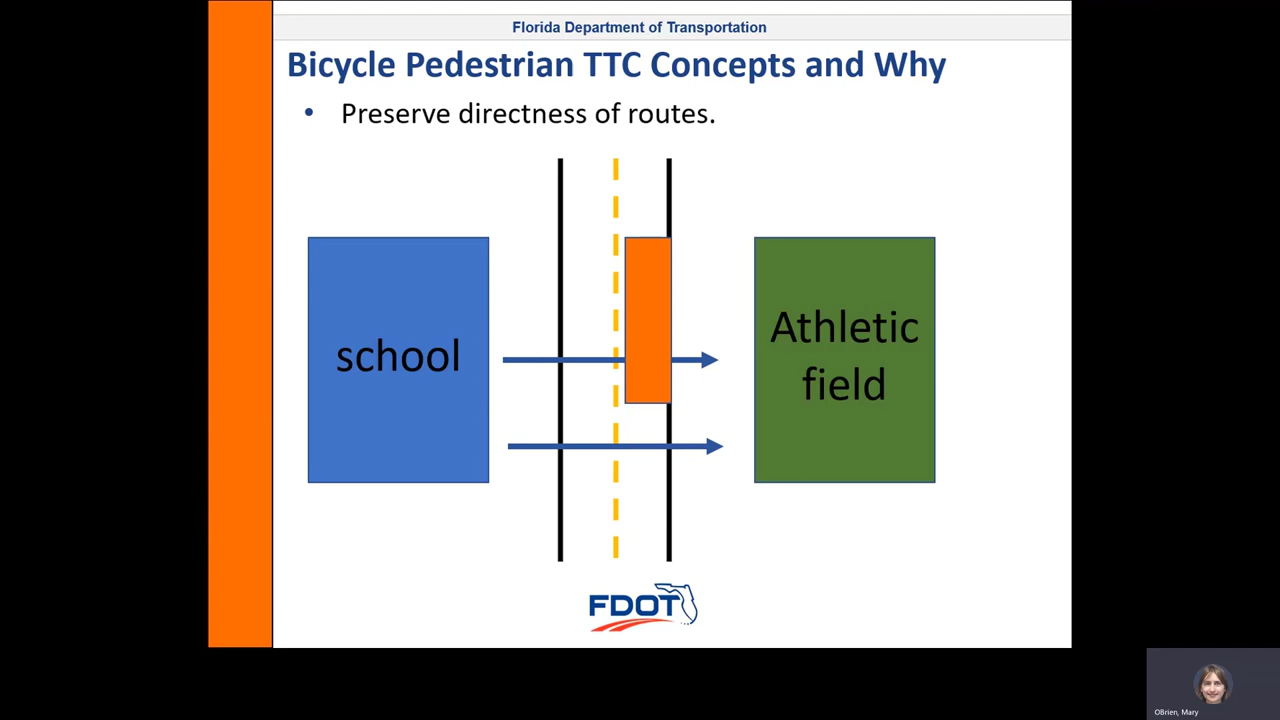 Florida Department of Transportation
Bicycle Pedestrian TTC Concepts and Why
• Preserve directness of routes.
school
Athletic
field
FDOT
OBrien, Mary